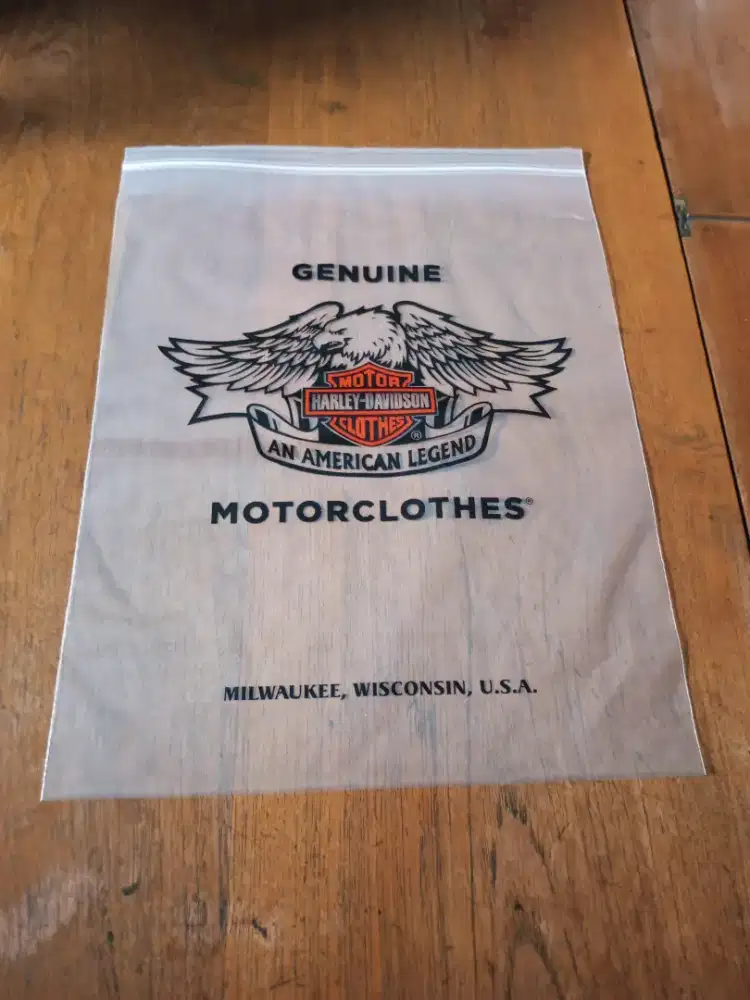 GENUINE
MOTOR
HARLEY-DAVIDSON
CLOTHES
®
AN AMERICAN LEGEND
MOTORCLOTHES®
MILWAUKEE, WISCONSIN, U.S.A.